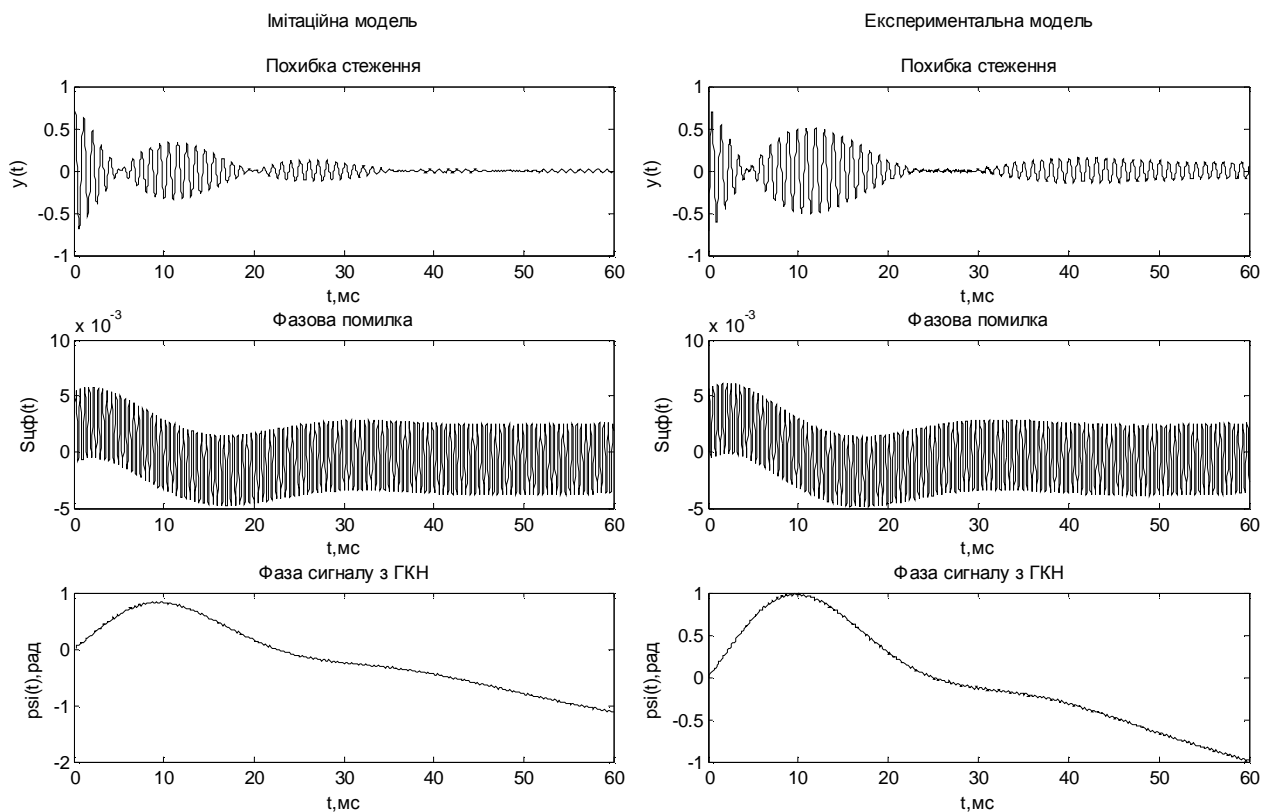 Імітаційна модель
Експериментальна модель
Похибка стеження
1
0.5
0
-0.5
-1
y(t)
0 10 20 30 40 50 60
t,мс
Похибка стеження
1
0.5
0
-0.5
-1
y(t)
0 10 20 30 40 50 60
t,мс
Фазова помилка
x 10^-3
10
5
0
-5
Sцф(t)
0 10 20 30 40 50 60
t,мс
Фазова помилка
x 10^-3
10
5
0
-5
Sцф(t)
0 10 20 30 40 50 60
t,мс
Фаза сигналу з ГКН
1
0
-1
-2
psi(t),рад
0 10 20 30 40 50 60
t,мс
Фаза сигналу з ГКН
1
0.5
0
-0.5
-1
psi(t),рад
0 10 20 30 40 50 60
t,мс